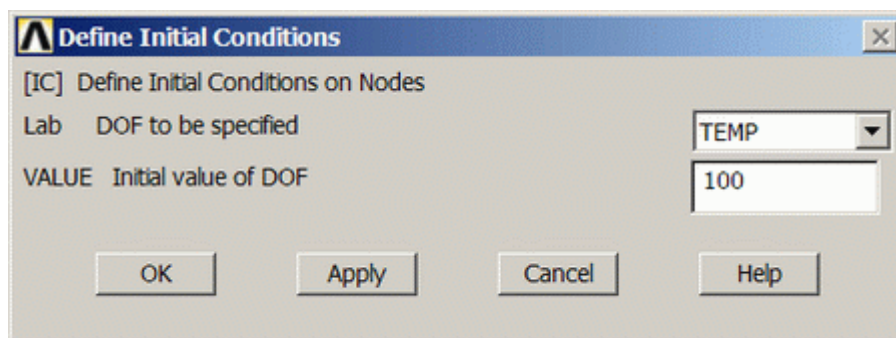 Define Initial Conditions
[IC] Define Initial Conditions on Nodes
Lab DOF to be specified TEMP
VALUE Initial value of DOF 100
OK Apply Cancel Help